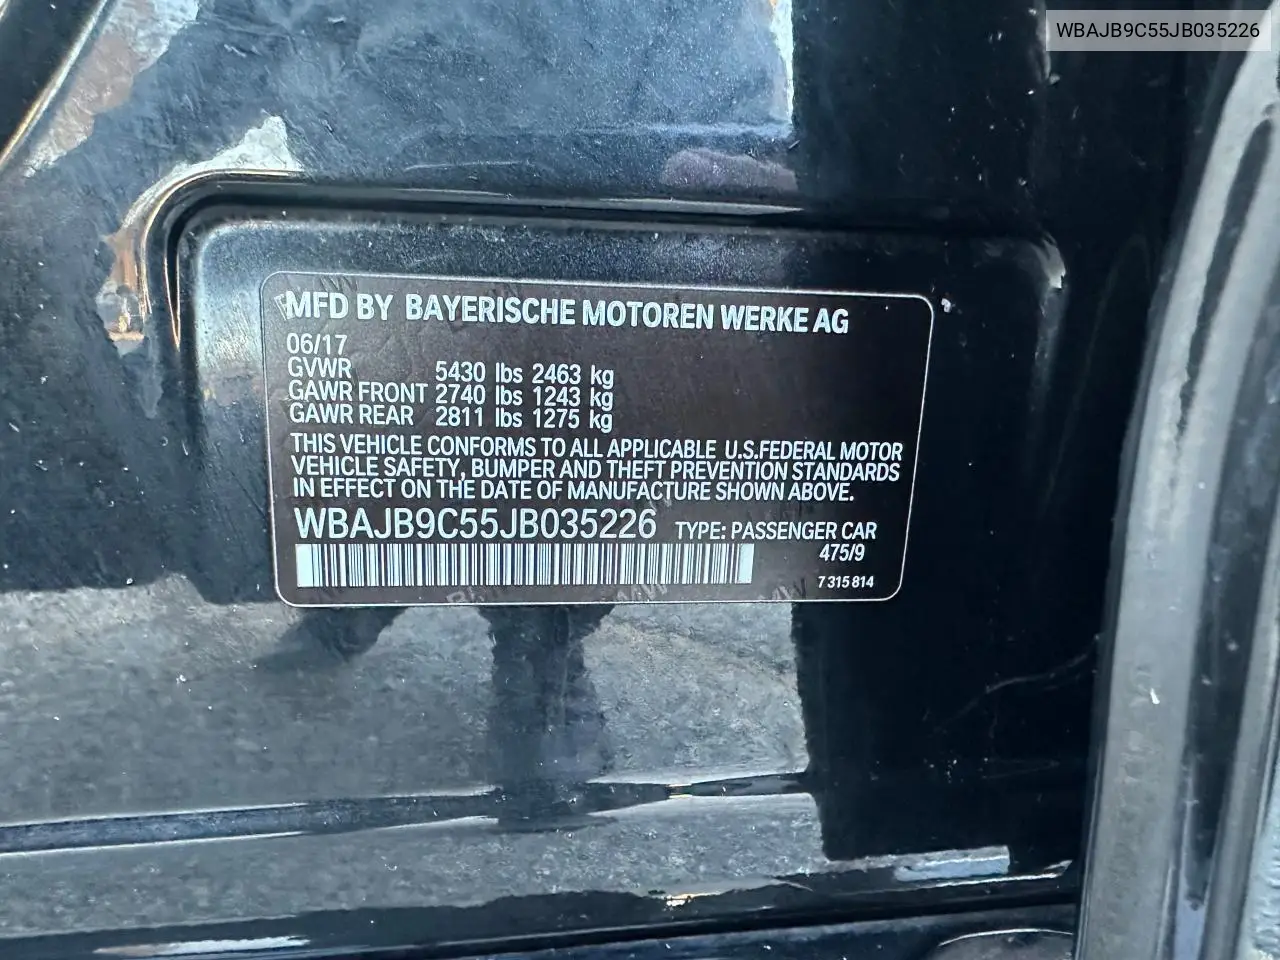 WBAJB9C55JB035226
MFD BY BAYERISCHE MOTOREN WERKE AG
06/17
GVWR 5430 lbs 2463 kg
GAWR FRONT 2740 lbs 1243 kg
GAWR REAR 2811 lbs 1275 kg
THIS VEHICLE CONFORMS TO ALL APPLICABLE U.S.FEDERAL MOTOR
VEHICLE SAFETY, BUMPER AND THEFT PREVENTION STANDARDS
IN EFFECT ON THE DATE OF MANUFACTURE SHOWN ABOVE.
WBAJB9C55JB035226 TYPE: PASSENGER CAR
475/9
7 315 814